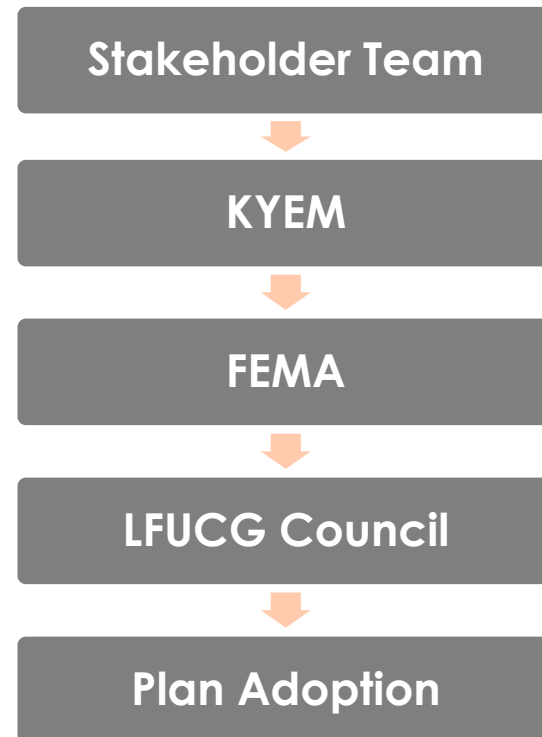 Stakeholder Team
KYEM
FEMA
LFUCG Council
Plan Adoption